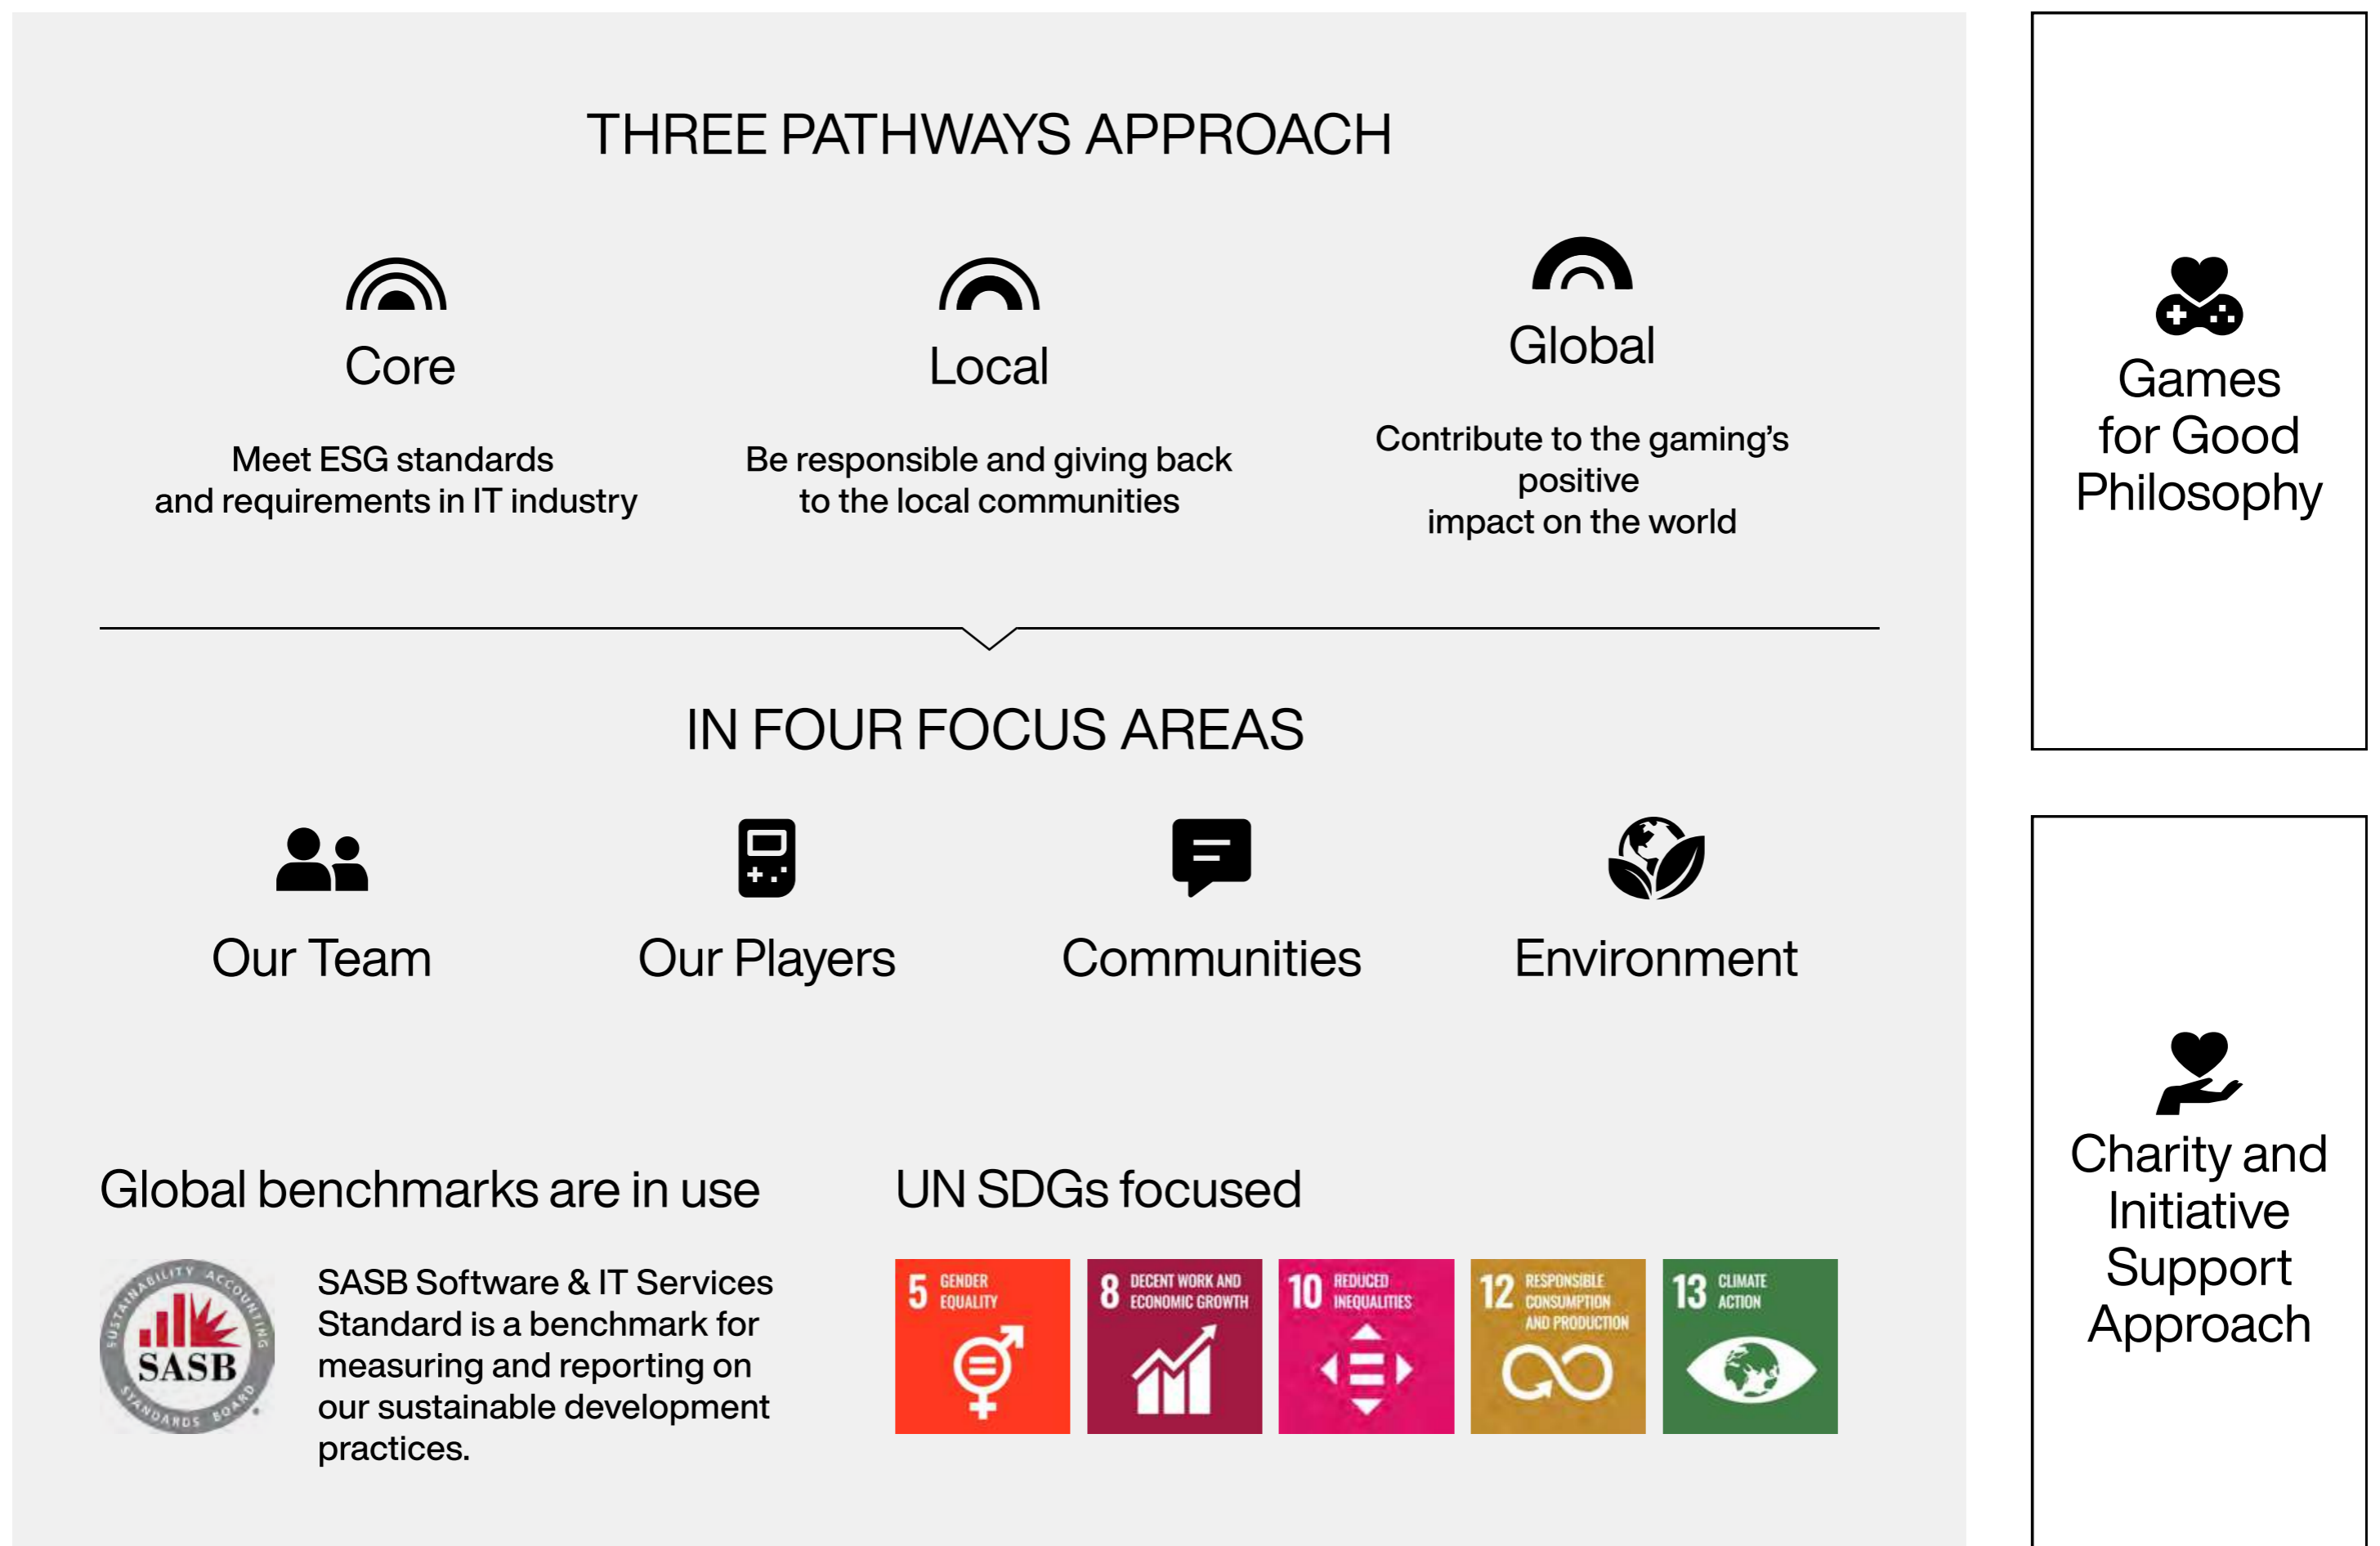 THREE PATHWAYS APPROACH
Core
Meet ESG standards
and requirements in IT industry
Local
Be responsible and giving back
to the local communities
Global
Contribute to the gaming's
positive
impact on the world
IN FOUR FOCUS AREAS
Our Team
Our Players
Communities
Environment
Global benchmarks are in use
SUSTAINABILITY ACCOUNTING
SASB
STANDARDS BOARD
SASB Software & IT Services
Standard is a benchmark for
measuring and reporting on
our sustainable development
practices.
UN SDGs focused
5 GENDER
EQUALITY
8 DECENT WORK AND
ECONOMIC GROWTH
10 REDUCED
INEQUALITIES
12 RESPONSIBLE
CONSUMPTION
AND PRODUCTION
13 CLIMATE
ACTION
Games
for Good
Philosophy
Charity and
Initiative
Support
Approach